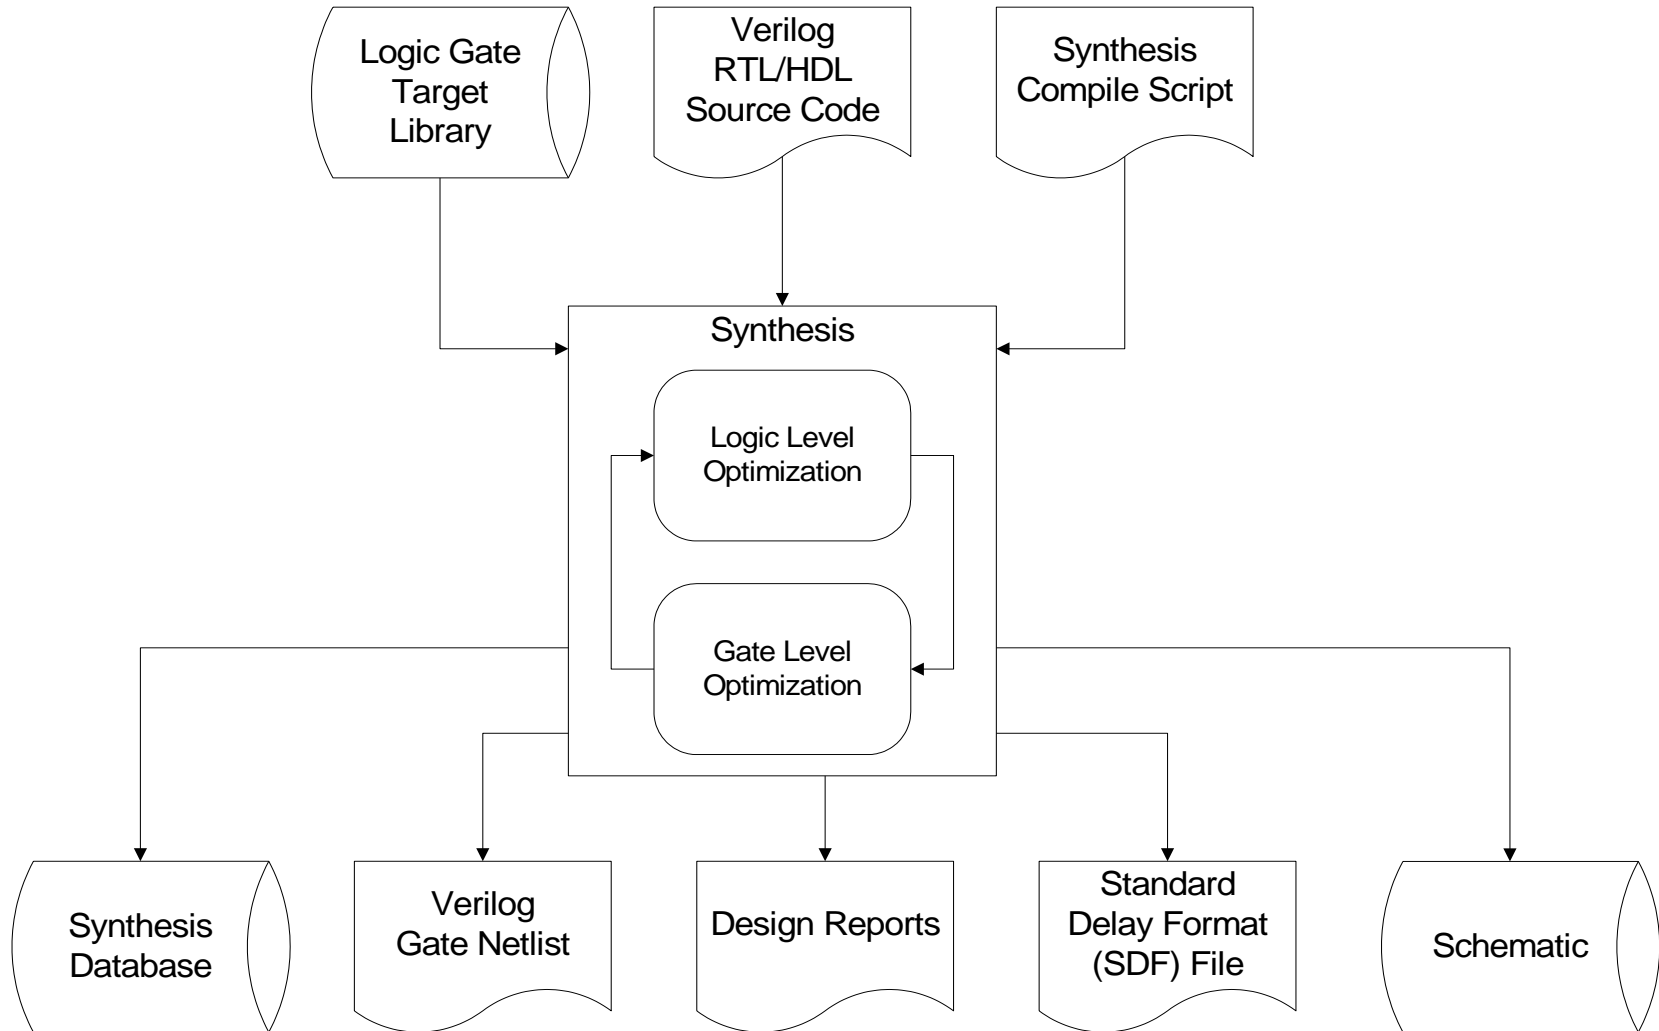 Logic Gate
Target
Library
Verilog
RTL/HDL
Source Code
Synthesis
Compile Script
Synthesis
Logic Level
Optimization
Gate Level
Optimization
Synthesis
Database
Verilog
Gate Netlist
Design Reports
Standard
Delay Format
(SDF) File
Schematic